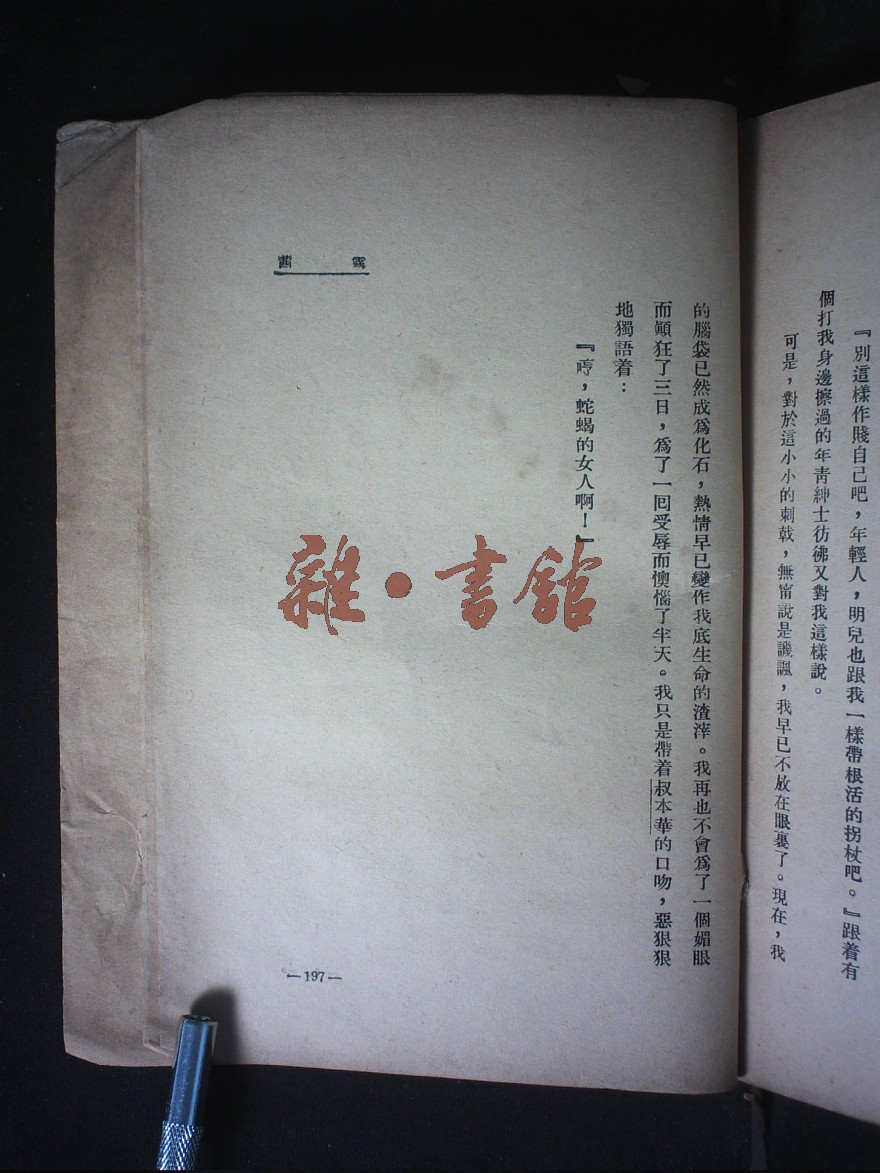 『別這樣作賤自己吧，年輕人，明兒也跟我一樣帶根活的拐杖吧。』跟着有
個打我身邊擦過的年靑紳士彷彿又對我這樣說。
可是，對於這小小的刺戟，無甯說是譏諷，我早已不放在眼裏了。現在，我
的腦袋已然成爲化石，熱情早已變作我底生命的渣滓。我再也不會爲了一個媚眼
而顚狂了三日，爲了一囘受辱而懊惱了半天。我只是帶着叔本華的口吻，惡狠狠
地獨語着：
『哼，蛇蝎的女人啊！』
雜·書館
—197—